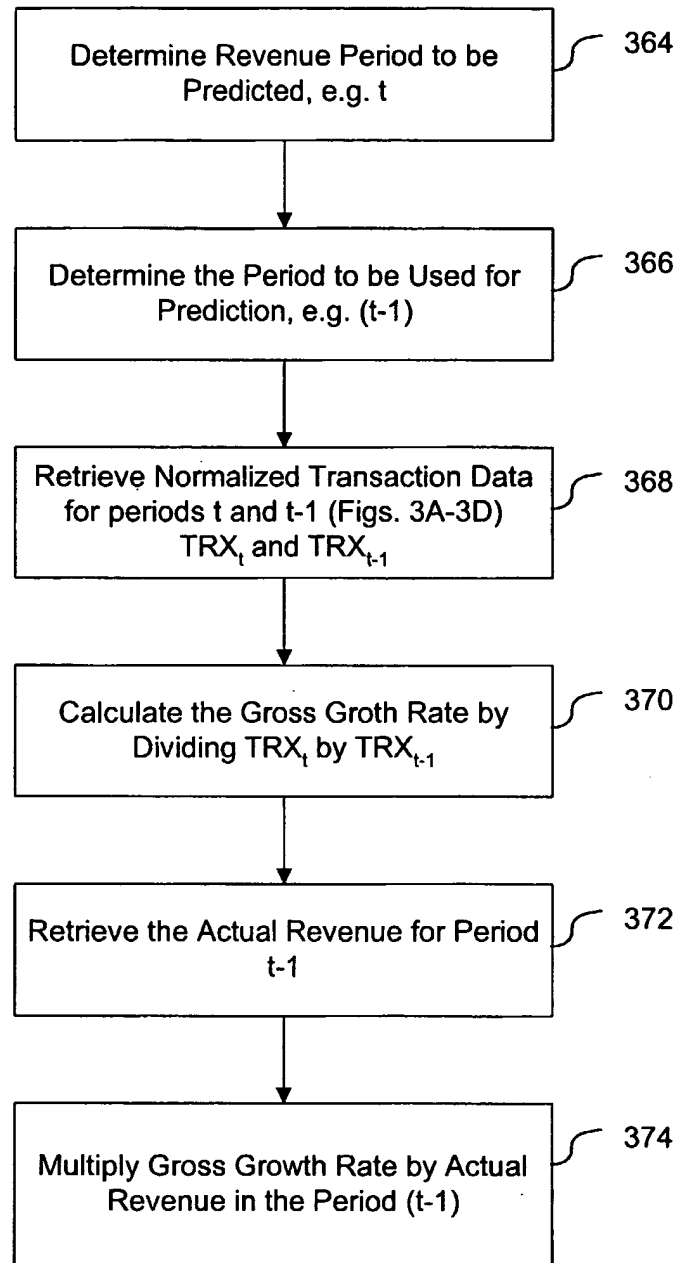 Determine Revenue Period to be
Predicted, e.g. t
364
Determine the Period to be Used for
Prediction, e.g. (t-1)
366
Retrieve Normalized Transaction Data
for periods t and t-1 (Figs. 3A-3D)
TRXₜ and TRXₜ₋₁
368
Calculate the Gross Groth Rate by
Dividing TRXₜ by TRXₜ₋₁
370
Retrieve the Actual Revenue for Period
t-1
372
Multiply Gross Growth Rate by Actual
Revenue in the Period (t-1)
374